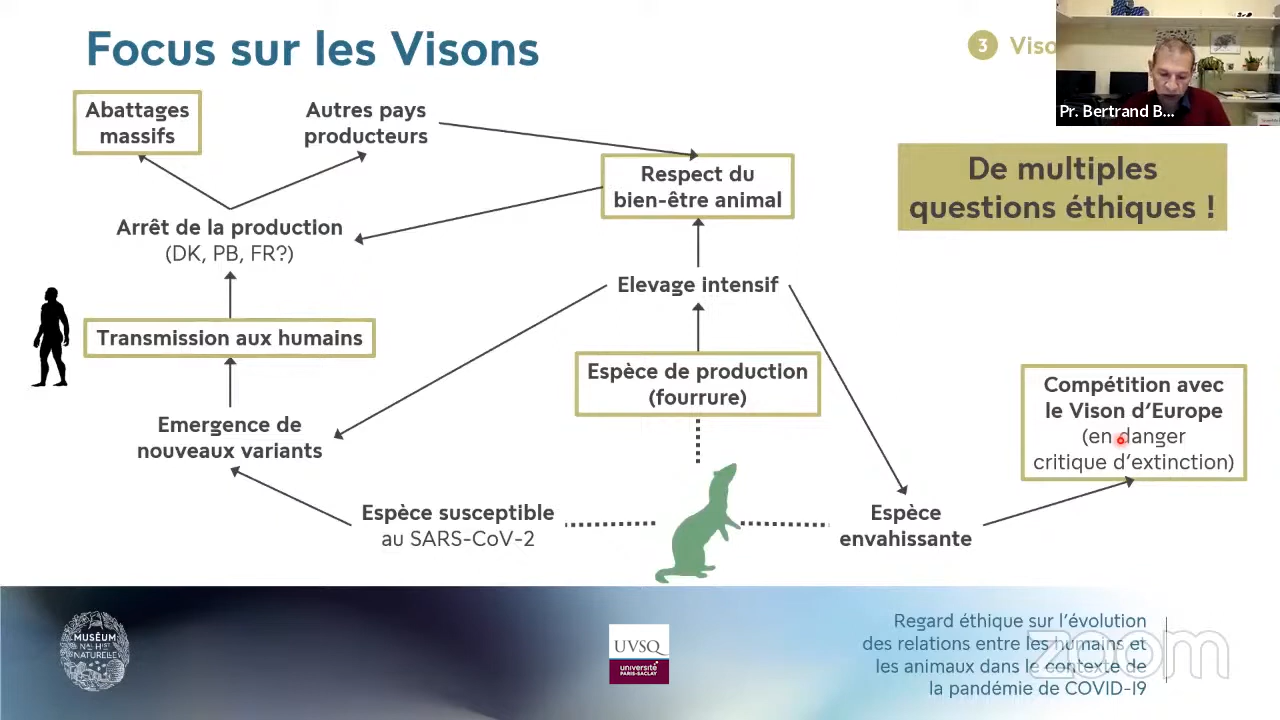 Focus sur les Visons
3 Viso
Pr. Bertrand B...
Abattages
massifs
Autres pays
producteurs
Respect du
bien-être animal
De multiples
questions éthiques !
Arrêt de la production
(DK, PB, FR?)
Elevage intensif
Transmission aux humains
Espèce de production
(fourrure)
Compétition avec
le Vison d'Europe
(en danger
critique d'extinction)
Emergence de
nouveaux variants
Espèce susceptible
au SARS-CoV-2
Espèce
envahissante
MUSÉUM
NAL HIST
NATURELLE
UVSQ
université
PARIS-SACLAY
Regard éthique sur l'évolution
des relations entre les humains et
les animaux dans le contexte de
la pandémie de COVID-19
zoom